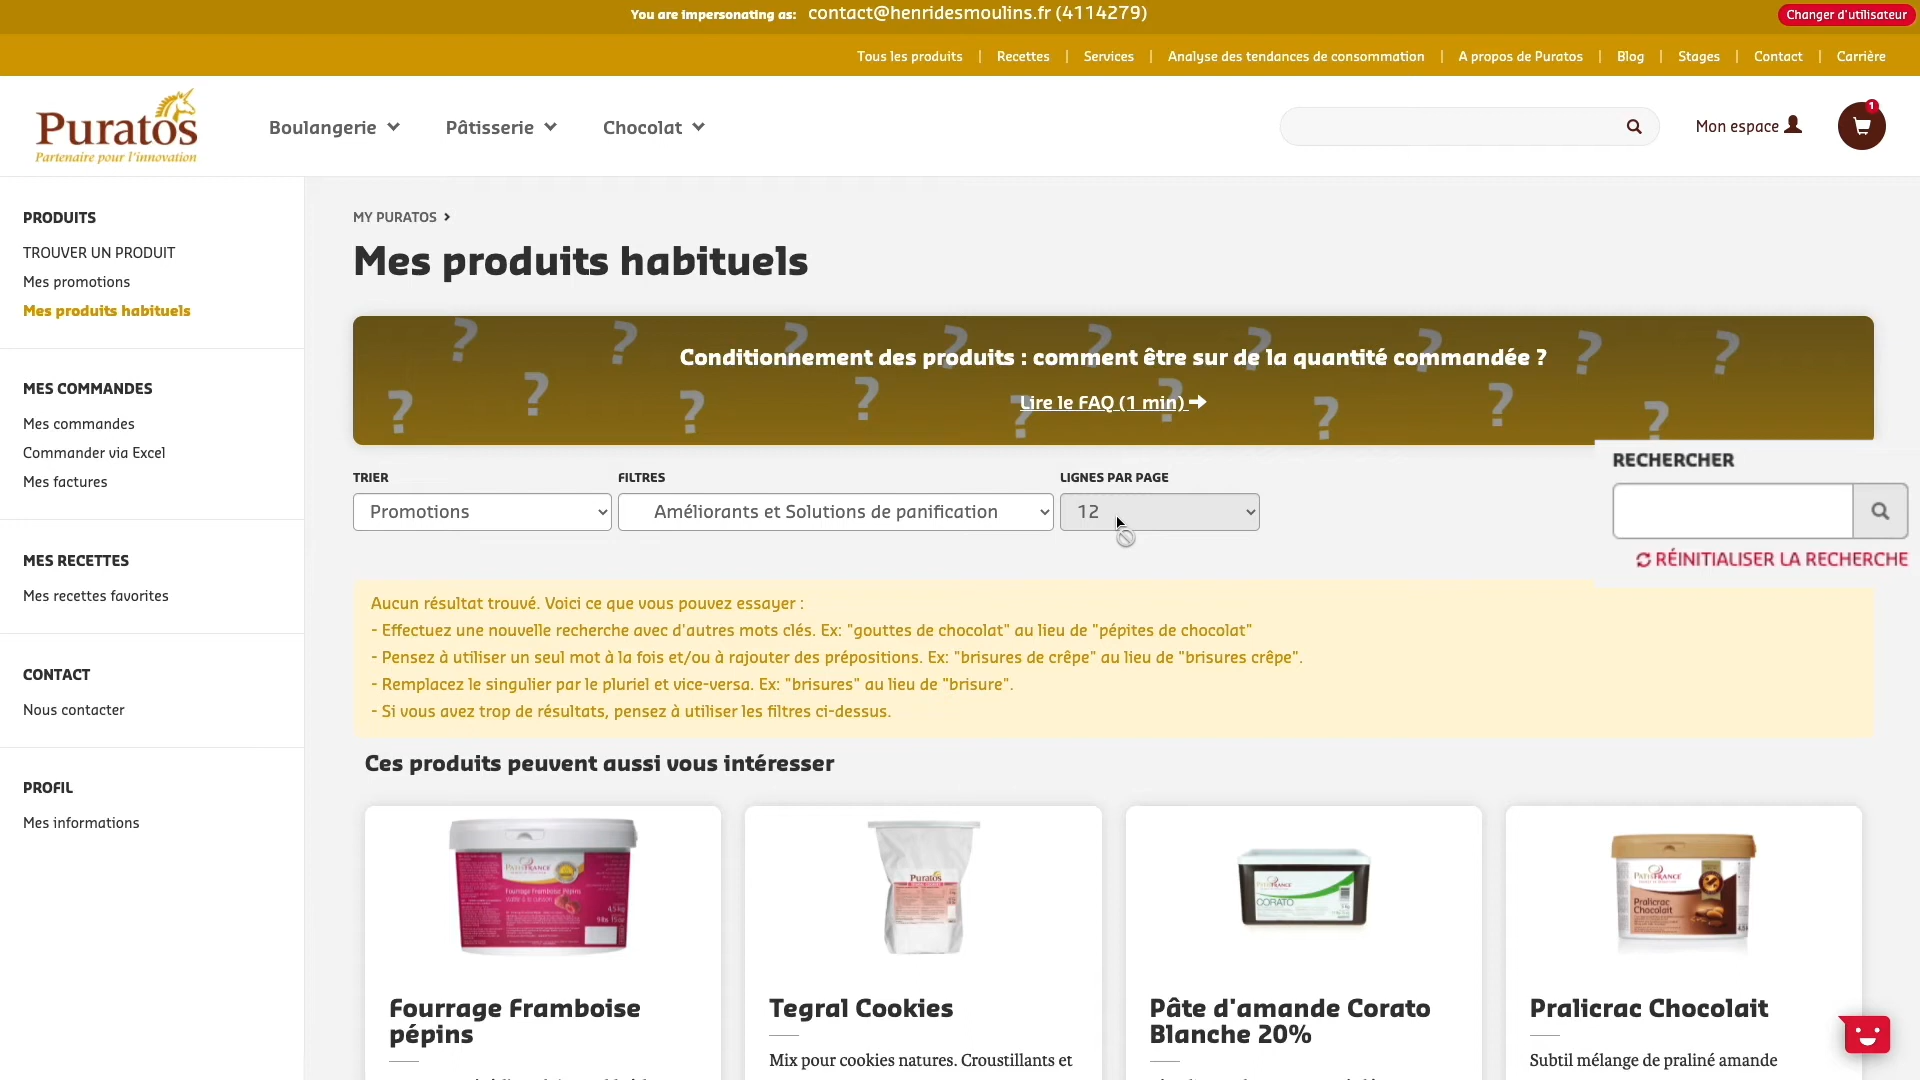 You are impersonating as: contact@henridesmoulins.fr (4114279)
Changer d'utilisateur
Tous les produits | Recettes | Services | Analyse des tendances de consommation | A propos de Puratos | Blog | Stages | Contact | Carrière
Puratos
Partenaire pour l'innovation
Boulangerie
Pâtisserie
Chocolat
Mon espace
1
PRODUITS
TROUVER UN PRODUIT
Mes promotions
Mes produits habituels
MES COMMANDES
Mes commandes
Commander via Excel
Mes factures
MES RECETTES
Mes recettes favorites
CONTACT
Nous contacter
PROFIL
Mes informations
MY PURATOS
Mes produits habituels
Conditionnement des produits : comment être sur de la quantité commandée ?
Lire le FAQ (1 min)
TRIER
Promotions
FILTRES
Améliorants et Solutions de panification
LIGNES PAR PAGE
12
RECHERCHER
RÉINITIALISER LA RECHERCHE
Aucun résultat trouvé. Voici ce que vous pouvez essayer :
- Effectuez une nouvelle recherche avec d'autres mots clés. Ex: "gouttes de chocolat" au lieu de "pépites de chocolat"
- Pensez à utiliser un seul mot à la fois et/ou à rajouter des prépositions. Ex: "brisures de crêpe" au lieu de "brisures crêpe".
- Remplacez le singulier par le pluriel et vice-versa. Ex: "brisures" au lieu de "brisure".
- Si vous avez trop de résultats, pensez à utiliser les filtres ci-dessus.
Ces produits peuvent aussi vous intéresser
PATISFRANCE
Fourrage Framboise Pépins
Puratos
PATISFRANCE
CORATO
PATISFRANCE
Pralicrac
Chocolait
Fourrage Framboise
pépins
Tegral Cookies
Mix pour cookies natures. Croustillants et
Pâte d'amande Corato
Blanche 20%
Pralicrac Chocolait
Subtil mélange de praliné amande